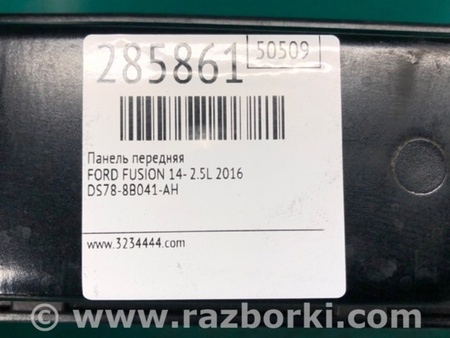 285861
50509
Панель передняя
FORD FUSION 14- 2.5L 2016
DS78-8B041-AH
www.3234444.com
www.razborki.com